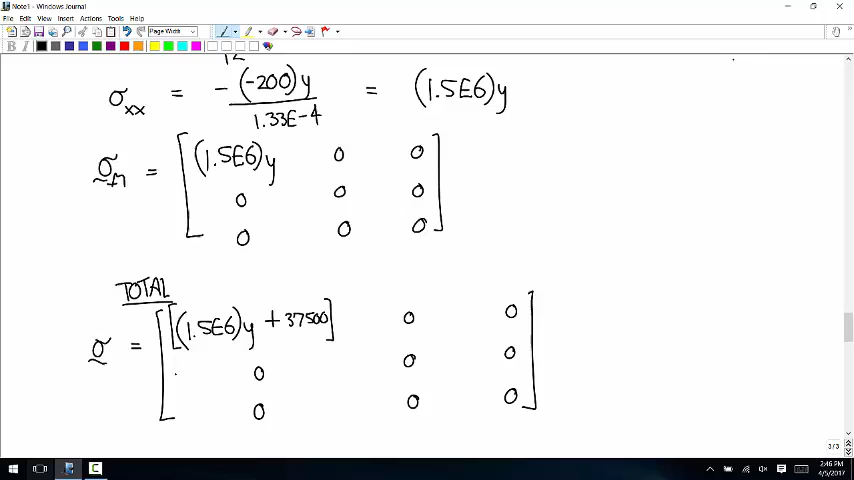 Note1 - Windows Journal
File Edit View Insert Actions Tools Help
Page Width
B I
12
σxx = - (-200)y / 1.33E-4 = (1.5E6)y
σM = [ (1.5E6)y 0 0
0 0 0
0 0 0 ]
TOTAL
σ = [ [(1.5E6)y + 37500] 0 0
0 0 0
0 0 0 ]
3/3
2:46 PM
4/5/2017